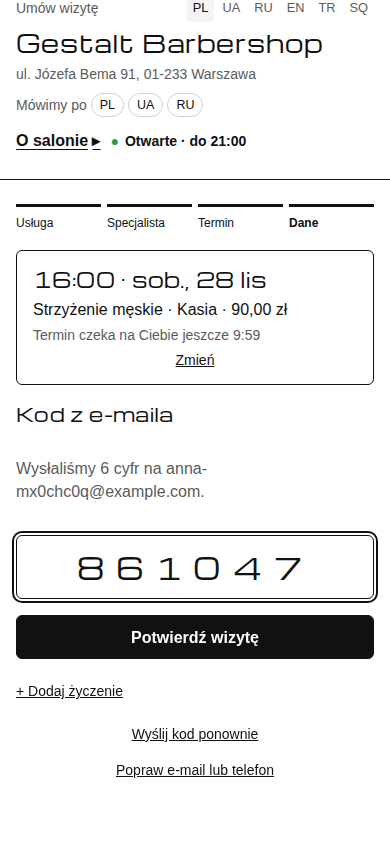 Umów wizytę
PL UA RU EN TR SQ
Gestalt Barbershop
ul. Józefa Bema 91, 01-233 Warszawa
Mówimy po PL UA RU
O salonie ▸ ● Otwarte · do 21:00
Usługa Specjalista Termin Dane
16:00 · sob., 28 lis
Strzyżenie męskie · Kasia · 90,00 zł
Termin czeka na Ciebie jeszcze 9:59
Zmień
Kod z e-maila
Wysłaliśmy 6 cyfr na anna-
mx0chc0q@example.com.
861047
Potwierdź wizytę
+ Dodaj życzenie
Wyślij kod ponownie
Popraw e-mail lub telefon